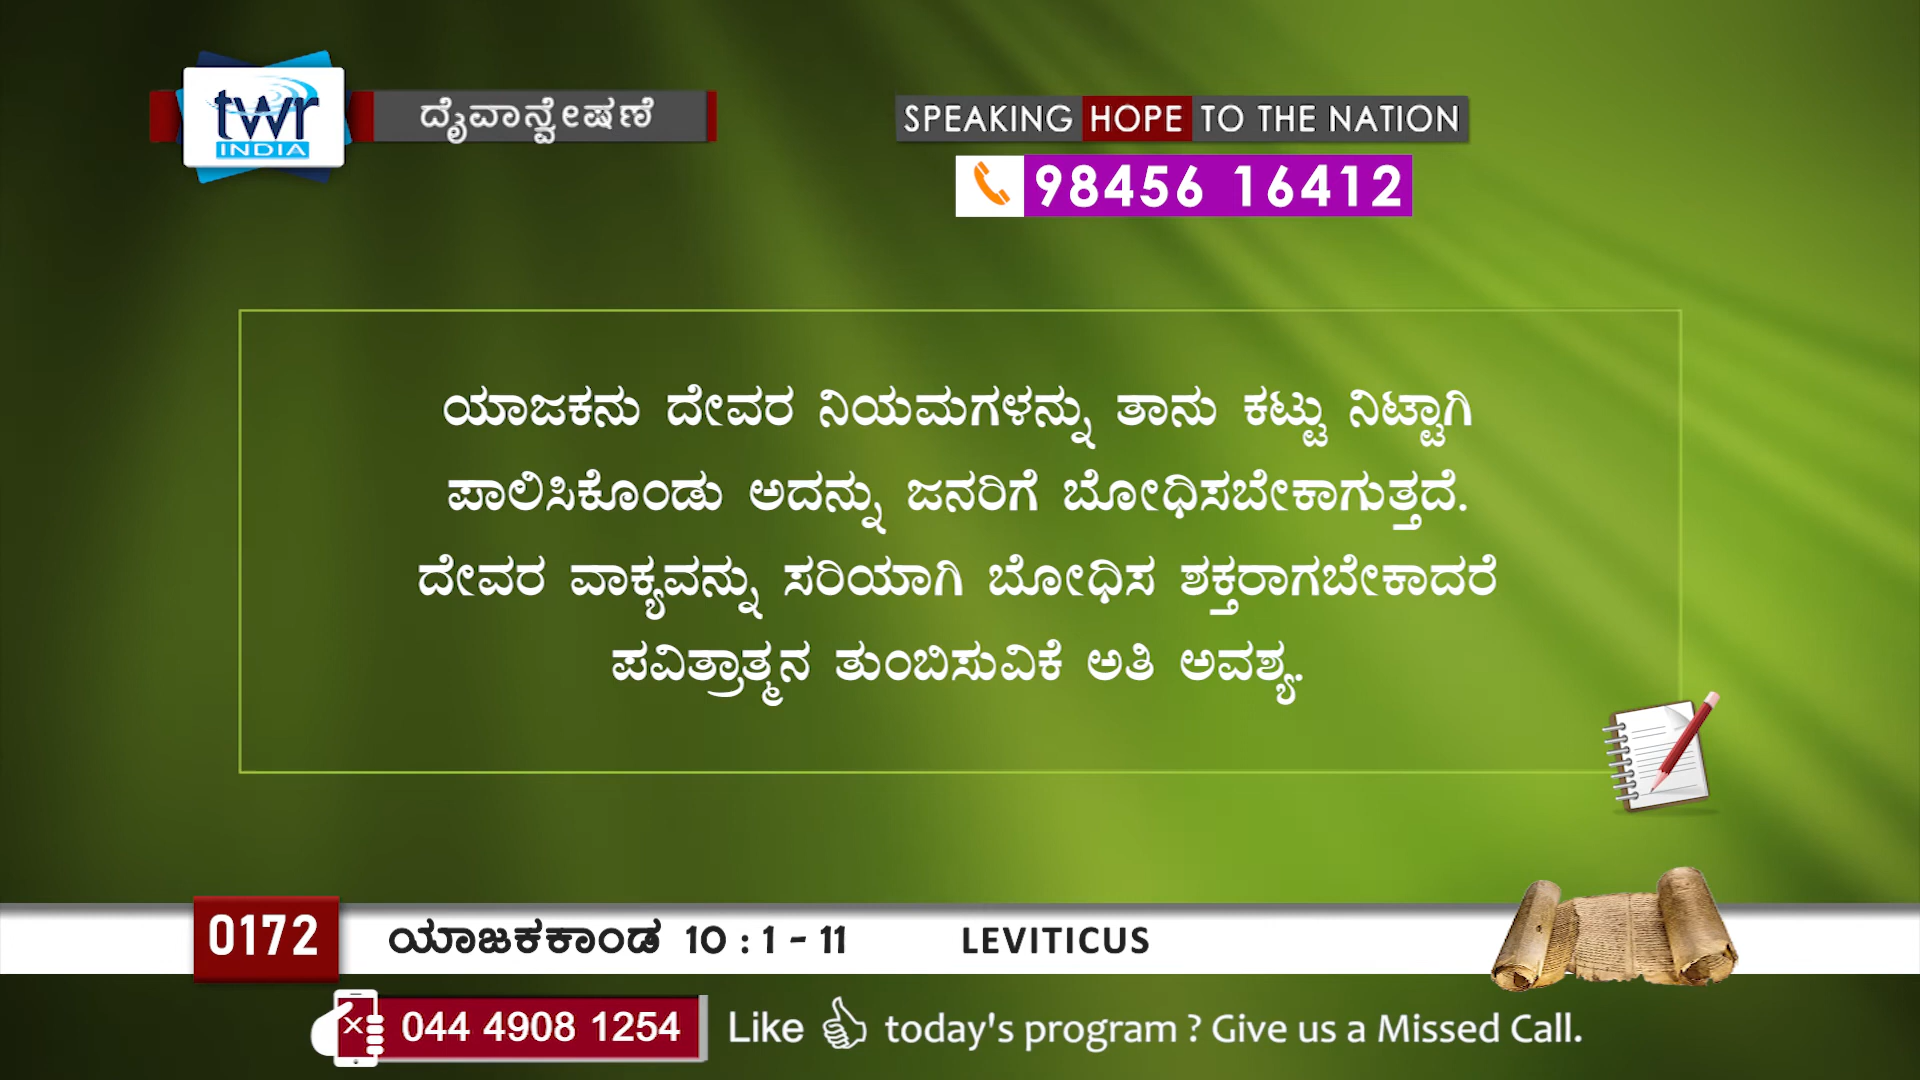 twr
INDIA
ದೈವಾನ್ವೇಷಣೆ
SPEAKING HOPE TO THE NATION
98456 16412
ಯಾಜಕನು ದೇವರ ನಿಯಮಗಳನ್ನು ತಾನು ಕಟ್ಟು ನಿಟ್ಟಾಗಿ
ಪಾಲಿಸಿಕೊಂಡು ಅದನ್ನು ಜನರಿಗೆ ಬೋಧಿಸಬೇಕಾಗುತ್ತದೆ.
ದೇವರ ವಾಕ್ಯವನ್ನು ಸರಿಯಾಗಿ ಬೋಧಿಸ ಶಕ್ತರಾಗಬೇಕಾದರೆ
ಪವಿತ್ರಾತ್ಮನ ತುಂಬಿಸುವಿಕೆ ಅತಿ ಅವಶ್ಯ.
0172 ಯಾಜಕಕಾಂಡ 10 : 1 - 11 LEVITICUS
044 4908 1254 Like today's program ? Give us a Missed Call.